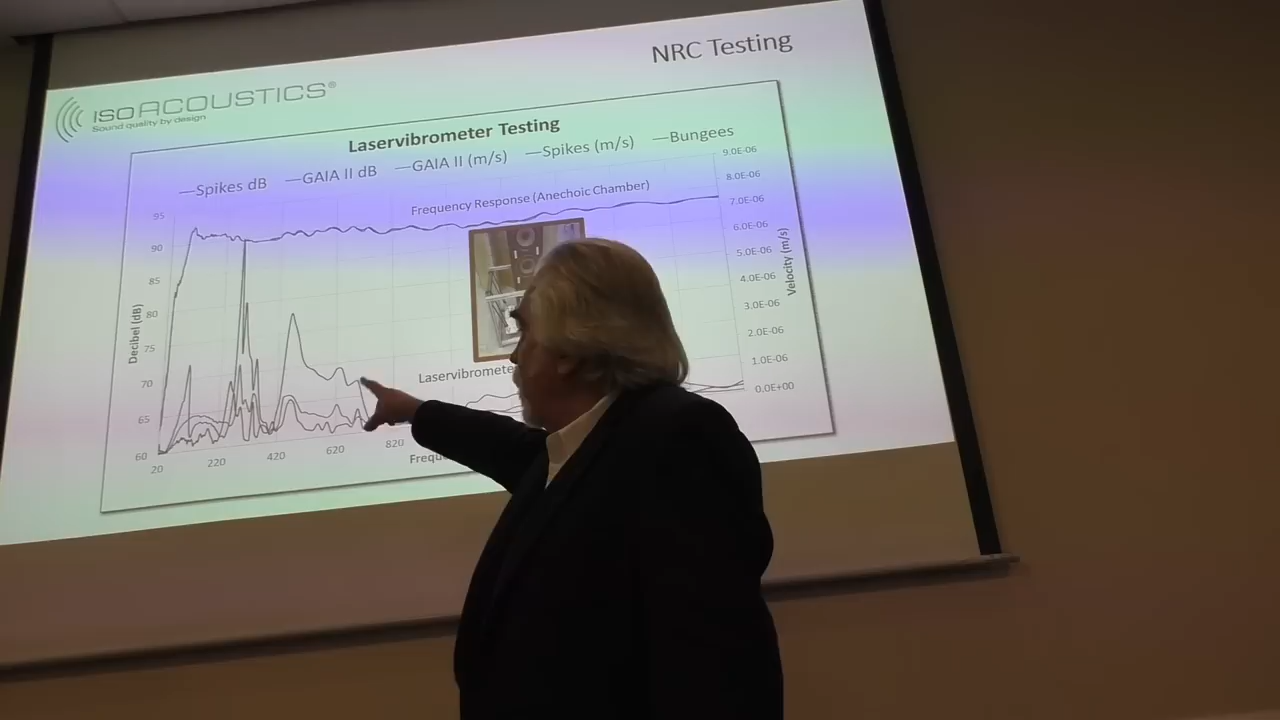 NRC Testing
ISOACOUSTICS®
Sound quality by design
Laservibrometer Testing
—Spikes dB —GAIA II dB —GAIA II (m/s) —Spikes (m/s) —Bungees
Frequency Response (Anechoic Chamber)
95
90
85
80
75
70
65
60
Decibel (dB)
9.0E-06
8.0E-06
7.0E-06
6.0E-06
5.0E-06
4.0E-06
3.0E-06
2.0E-06
1.0E-06
0.0E+00
Velocity (m/s)
Laservibromete
20 220 420 620 820
Frequ